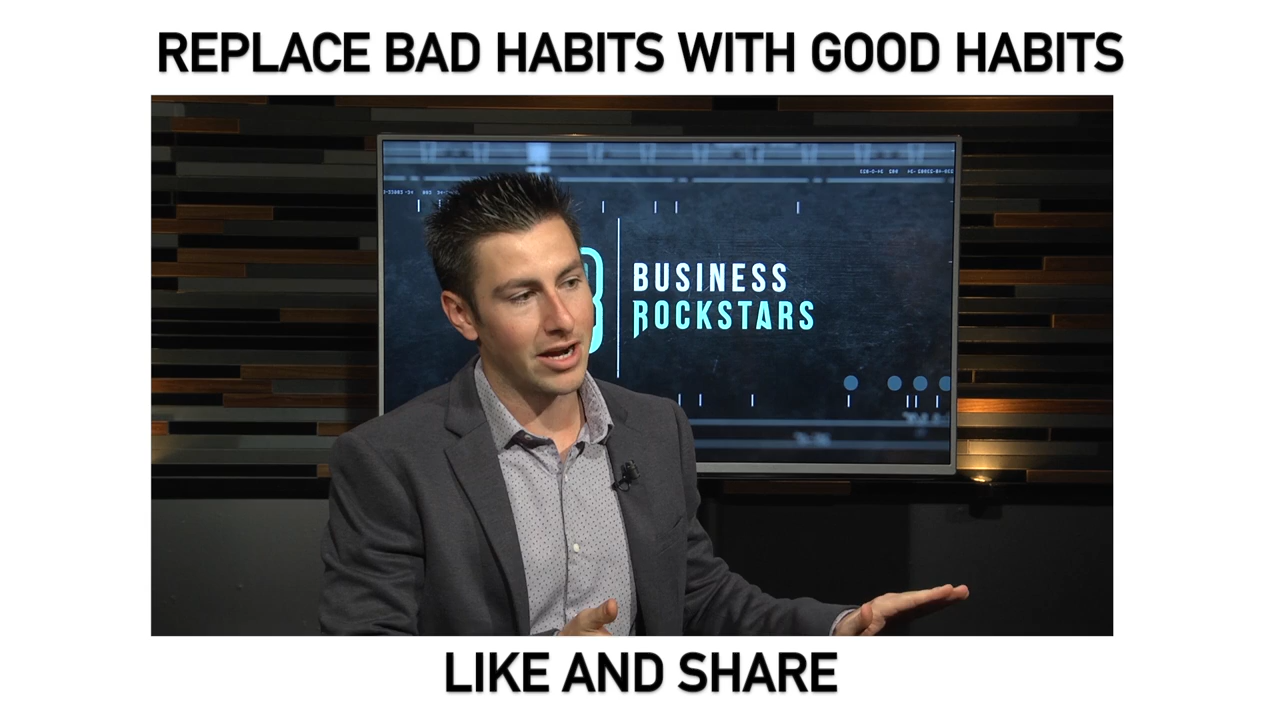 REPLACE BAD HABITS WITH GOOD HABITS
BUSINESS
ROCKSTARS
LIKE AND SHARE